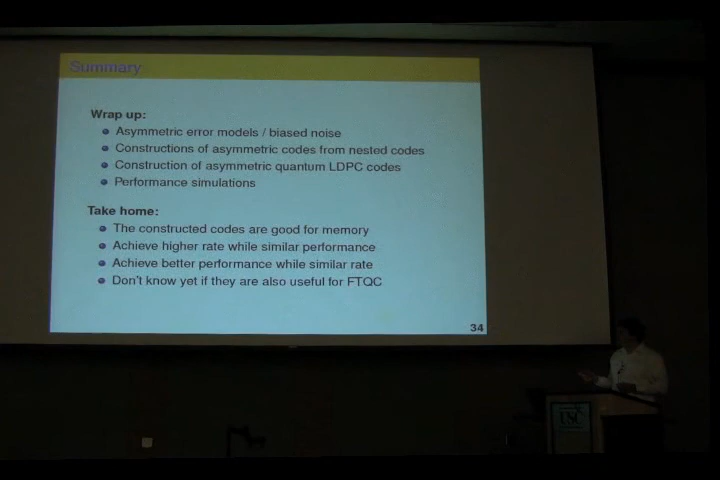 Summary
Wrap up:
Asymmetric error models / biased noise
Constructions of asymmetric codes from nested codes
Construction of asymmetric quantum LDPC codes
Performance simulations
Take home:
The constructed codes are good for memory
Achieve higher rate while similar performance
Achieve better performance while similar rate
Don't know yet if they are also useful for FTQC
34
USC